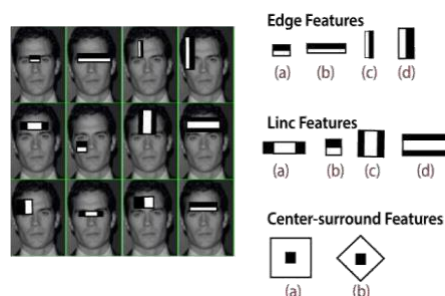 Edge Features
(a) (b) (c) (d)
Linc Features
(a) (b) (c) (d)
Center-surround Features
(a) (b)